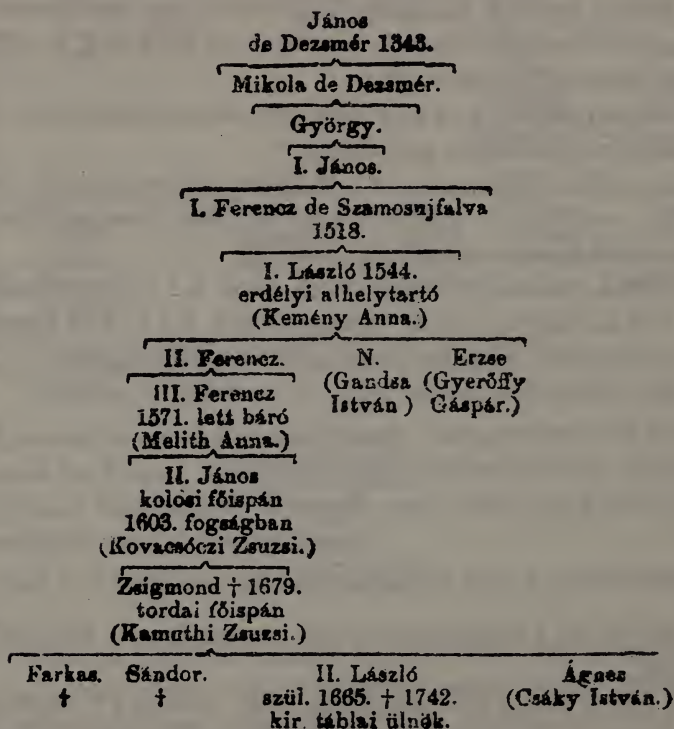 János
de Dezsmér 1343.
Mikola de Dezsmér.
György.
I. János.
I. Ferencz de Szamosujfalva
1518.
I. László 1544.
erdélyi alhelytartó
(Kemény Anna.)
II. Ferencz. N. Erzse
(Gandsa (Gyerőffy
István) Gáspár.)
III. Ferencz
1571. lett báró
(Melith Anna.)
II. János
kolosi főispán
1603. fogságban
(Kovacsóczi Zsuzsi.)
Zsigmond † 1679.
tordai főispán
(Kamuthi Zsuzsi.)
Farkas. Sándor. II. László Ágnes
† † szül. 1665. † 1742. (Csáky István.)
kir. táblai ülnök.